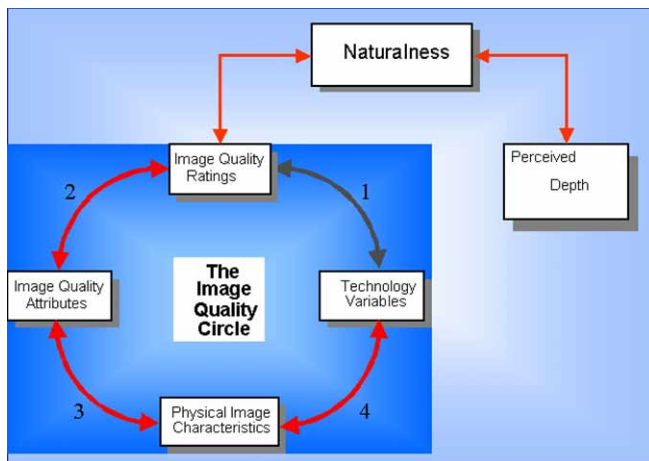 Naturalness
Image Quality
Ratings
Perceived
Depth
2
1
The
Image
Quality
Circle
Image Quality
Attributes
Technology
Variables
3
4
Physical Image
Characteristics